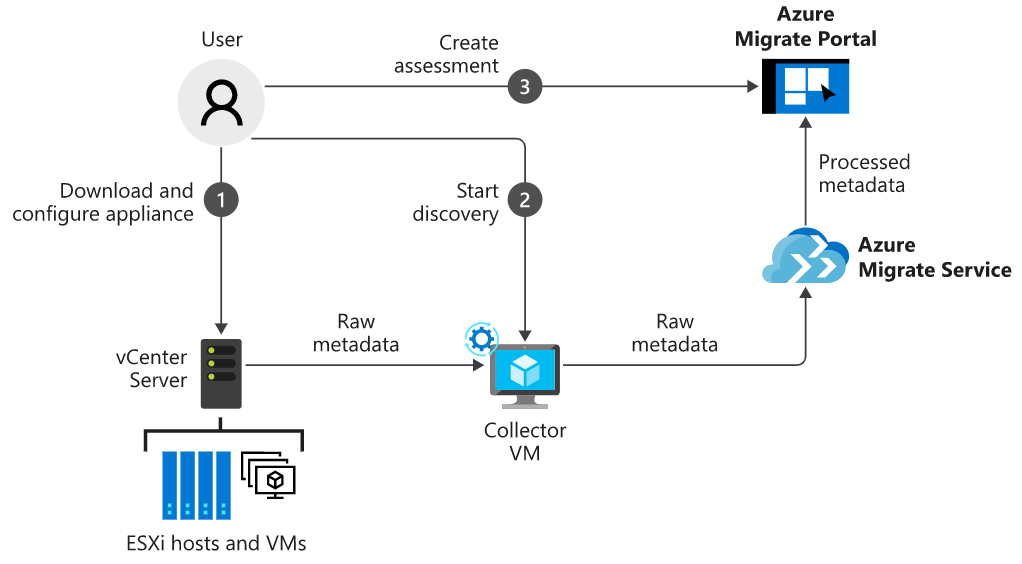 Azure
Migrate Portal
User
Create
assessment
3
Download and
configure appliance
1
Start
discovery
2
Processed
metadata
Azure
Migrate Service
vCenter
Server
Raw
metadata
Raw
metadata
Collector
VM
ESXi hosts and VMs